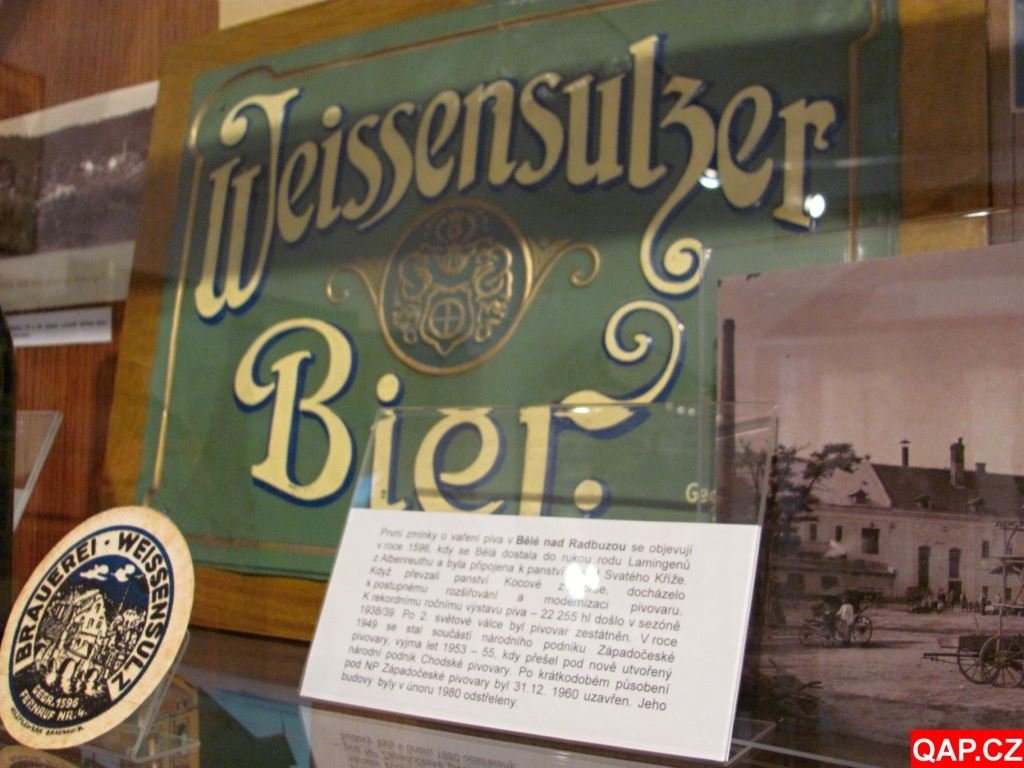 Weissensulzer
Bier.
BRAUEREI · WEISSENSULZ
GEGR. 1596
FERNRUF NR. 4
První zmínky o vaření piva v Bělé nad Radbuzou se objevují
v roce 1596, kdy se Bělá dostala do rukou rodu Lamingenů
z Albenreuthu a byla připojena k panství Svatého Kříže.
Když převzali panství Kocové z docházelo
k postupnému rozšiřování a modernizaci pivovaru.
K rekordnímu ročnímu výstavu piva – 22 255 hl došlo v sezóně
1938/39. Po 2. světové válce byl pivovar zestátněn. V roce
1949 se stal součástí národního podniku Západočeské
pivovary, vyjma let 1953 – 55, kdy přešel pod nově utvořený
národní podnik Chodské pivovary. Po krátkodobém působení
pod NP Západočeské pivovary byl 31.12. 1960 uzavřen. Jeho
budovy byly v únoru 1980 odstřeleny.
QAP.CZ